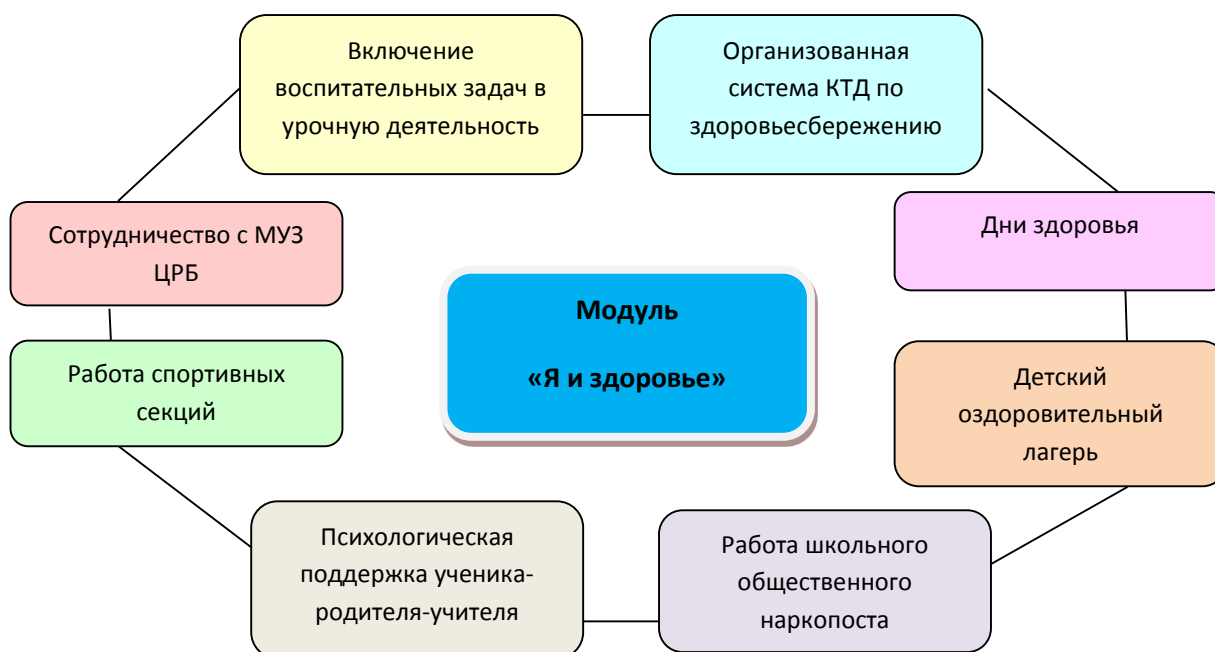 Включение
воспитательных задач в
урочную деятельность
Организованная
система КТД по
здоровьесбережению
Сотрудничество с МУЗ
ЦРБ
Дни здоровья
Модуль
«Я и здоровье»
Работа спортивных
секций
Детский
оздоровительный
лагерь
Психологическая
поддержка ученика-
родителя-учителя
Работа школьного
общественного
наркопоста